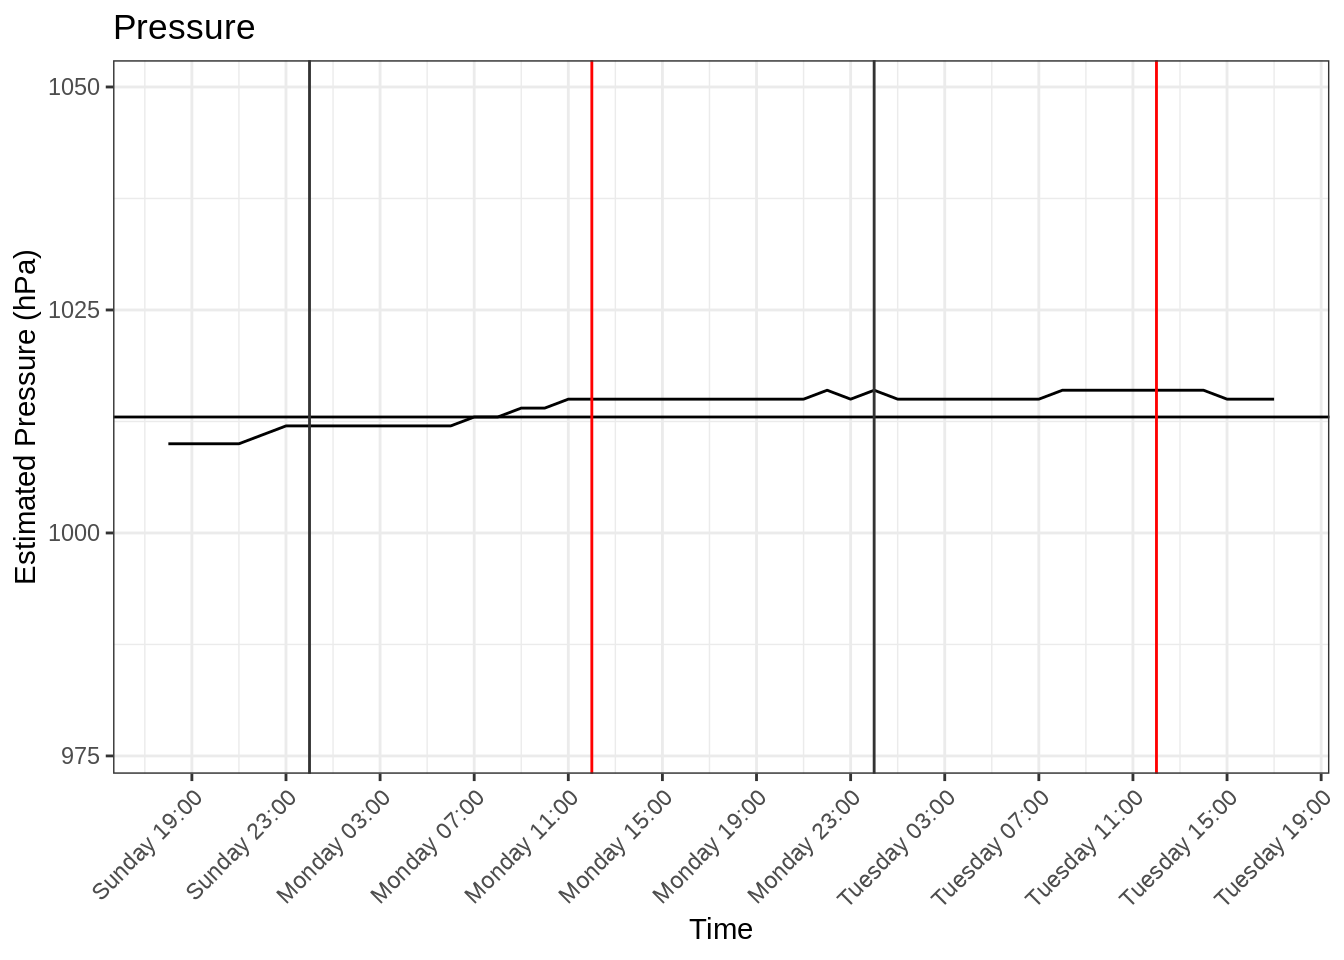 Pressure
Estimated Pressure (hPa)
1050
1025
1000
975
Sunday 19:00
Sunday 23:00
Monday 03:00
Monday 07:00
Monday 11:00
Monday 15:00
Monday 19:00
Monday 23:00
Tuesday 03:00
Tuesday 07:00
Tuesday 11:00
Tuesday 15:00
Tuesday 19:00
Time